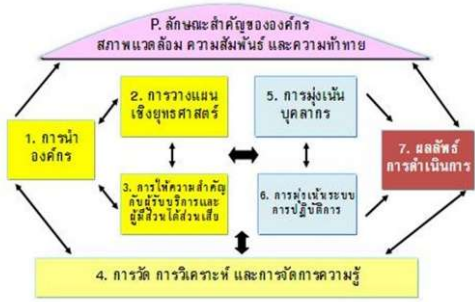 P. ลักษณะสำคัญขององค์กร
สภาพแวดล้อม ความสัมพันธ์ และความท้าทาย
2. การวางแผน
เชิงยุทธศาสตร์
5. การมุ่งเน้น
บุคลากร
1. การนำ
องค์กร
7. ผลลัพธ์
การดำเนินการ
3. การให้ความสำคัญ
กับผู้รับบริการและ
ผู้มีส่วนได้ส่วนเสีย
6. การมุ่งเน้นระบบ
การปฏิบัติการ
4. การวัด การวิเคราะห์ และการจัดการความรู้